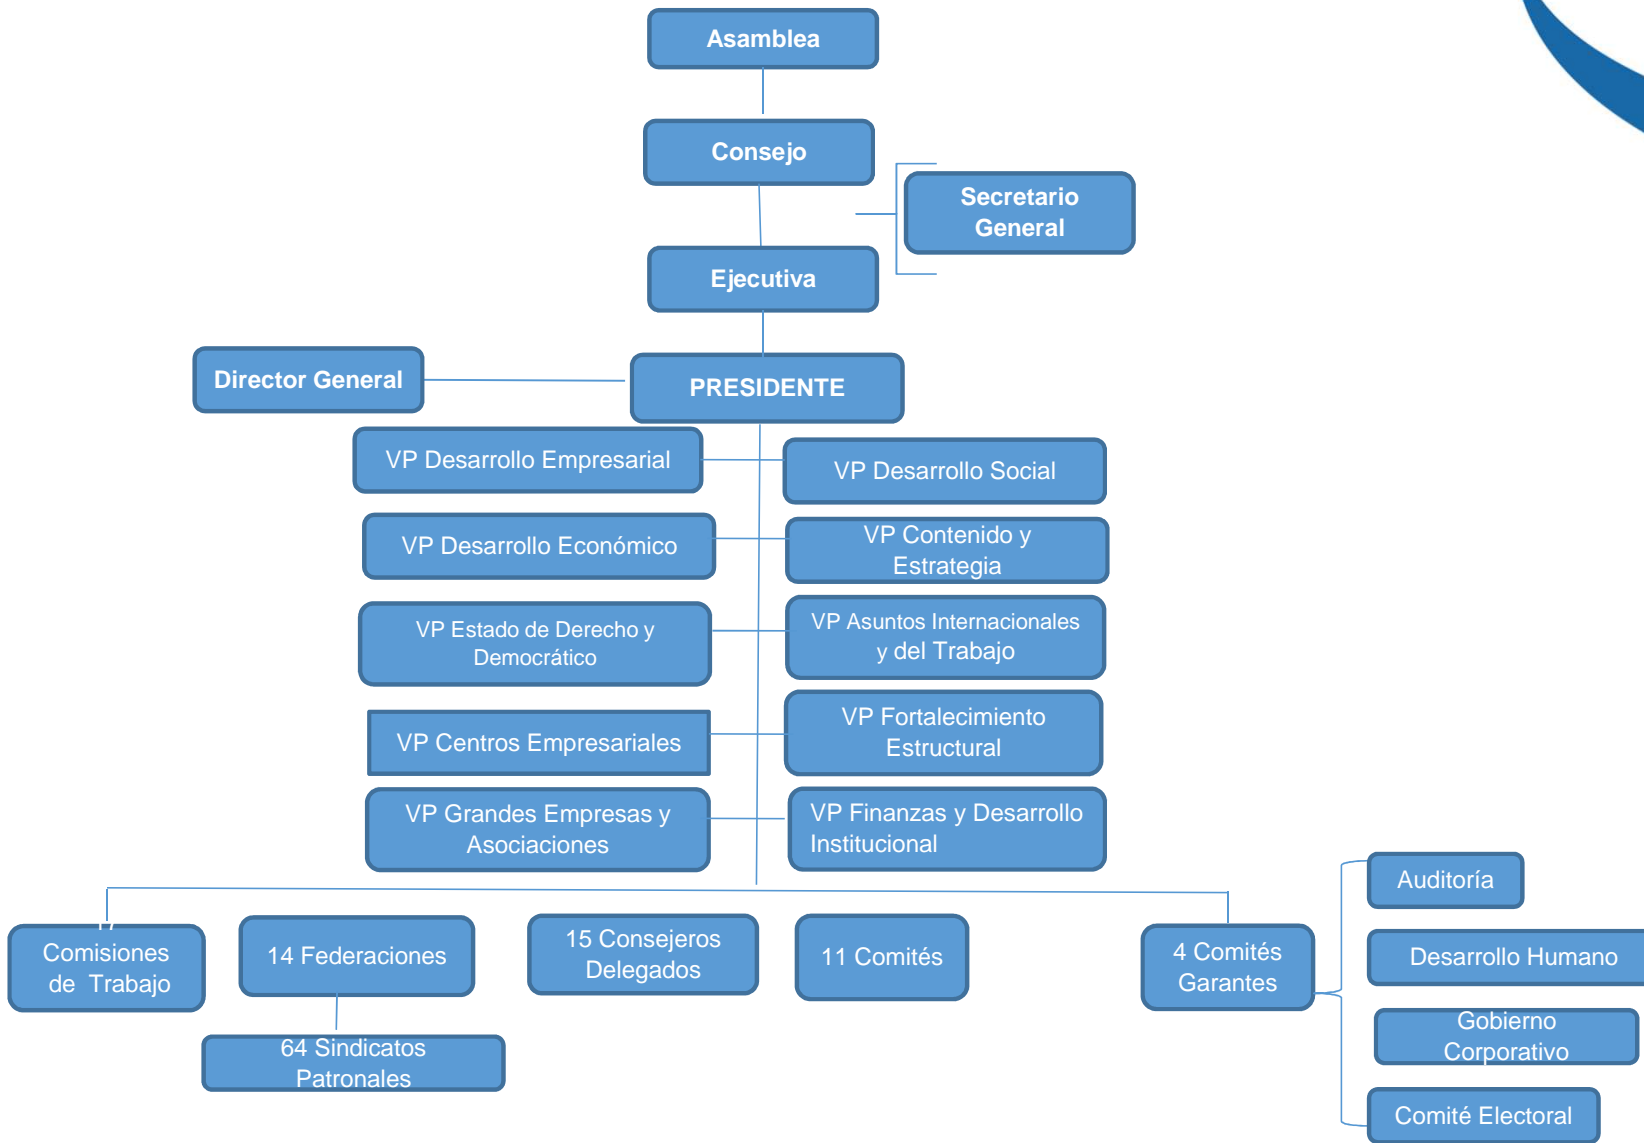 Asamblea
Consejo
Secretario
General
Ejecutiva
Director General
PRESIDENTE
VP Desarrollo Empresarial
VP Desarrollo Social
VP Desarrollo Económico
VP Contenido y
Estrategia
VP Estado de Derecho y
Democrático
VP Asuntos Internacionales
y del Trabajo
VP Centros Empresariales
VP Fortalecimiento
Estructural
VP Grandes Empresas y
Asociaciones
VP Finanzas y Desarrollo
Institucional
Comisiones
de Trabajo
14 Federaciones
15 Consejeros
Delegados
11 Comités
4 Comités
Garantes
Auditoría
Desarrollo Humano
Gobierno
Corporativo
Comité Electoral
64 Sindicatos
Patronales